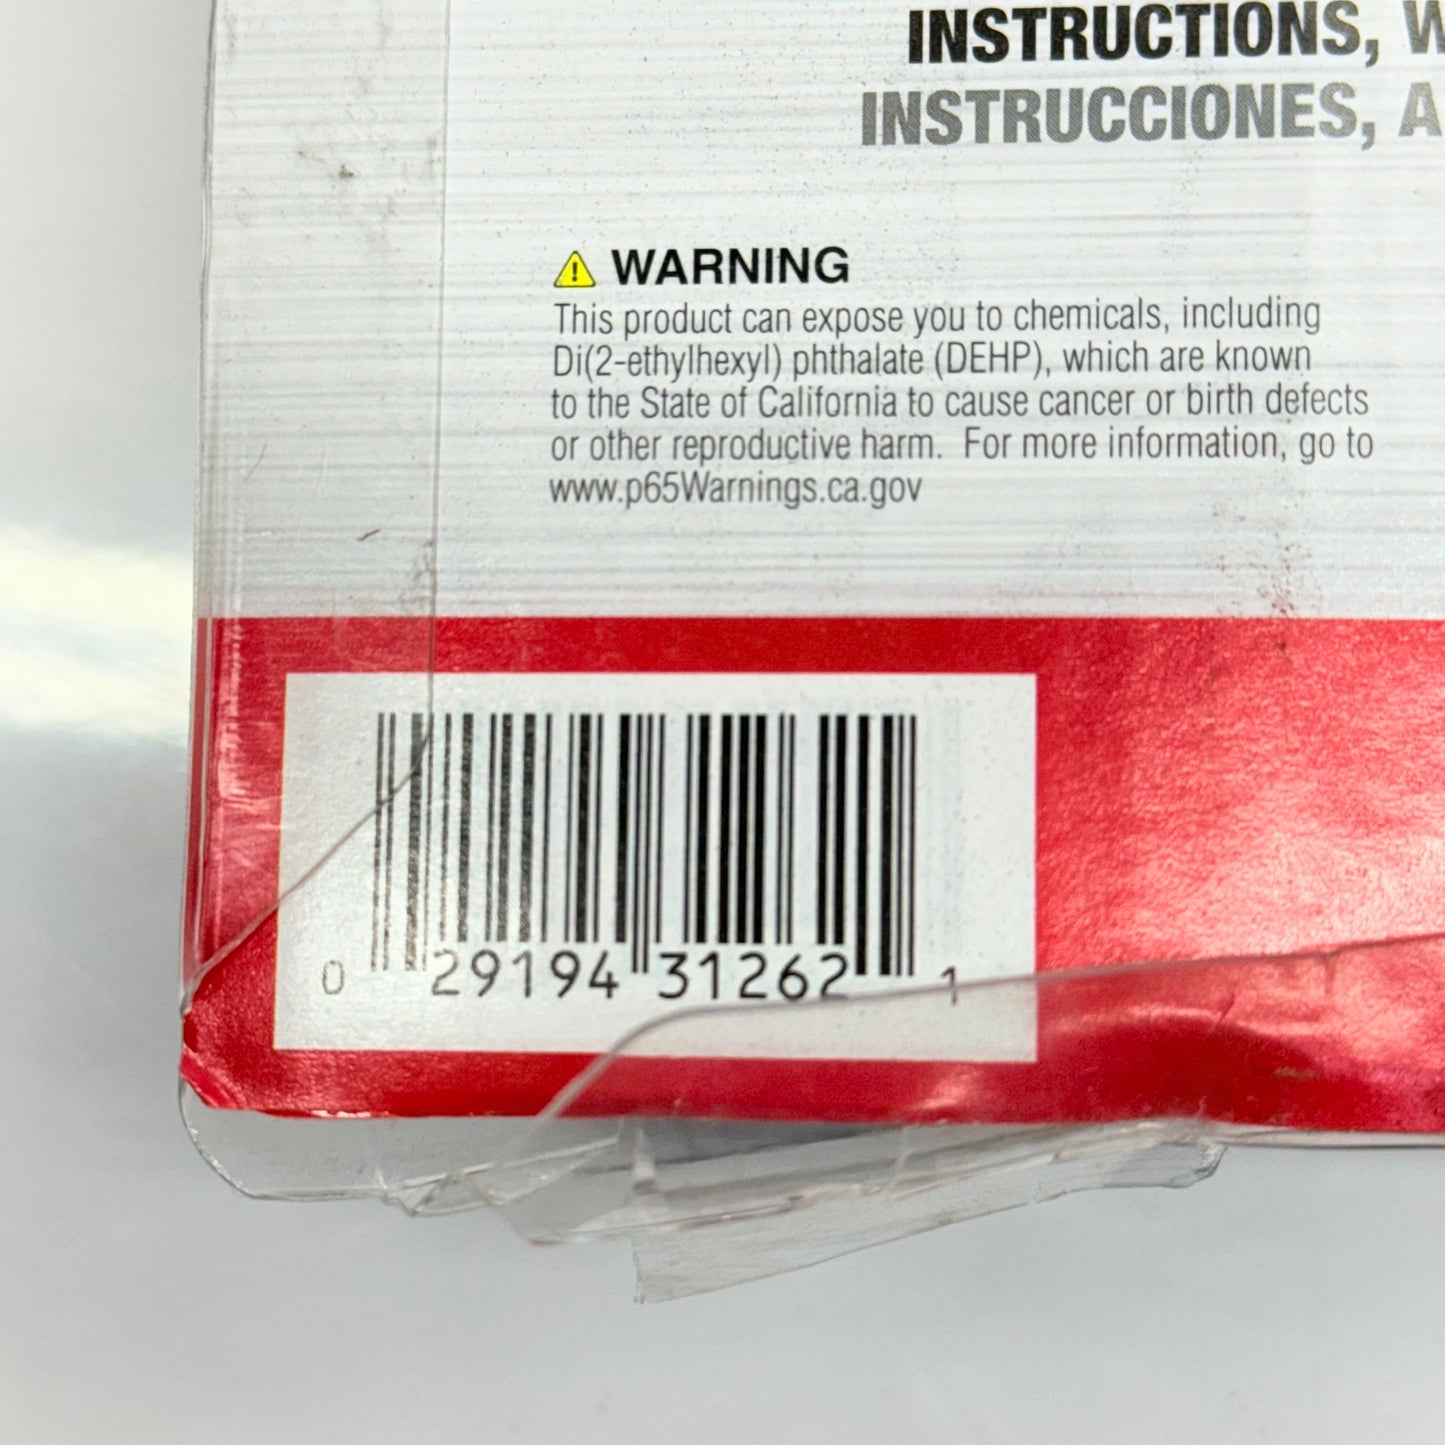 INSTRUCTIONS,
INSTRUCCIONES, A
WARNING
This product can expose you to chemicals, including
Di(2-ethylhexyl) phthalate (DEHP), which are known
to the State of California to cause cancer or birth defects
or other reproductive harm. For more information, go to
www.p65Warnings.ca.gov
0 29194 31262 1